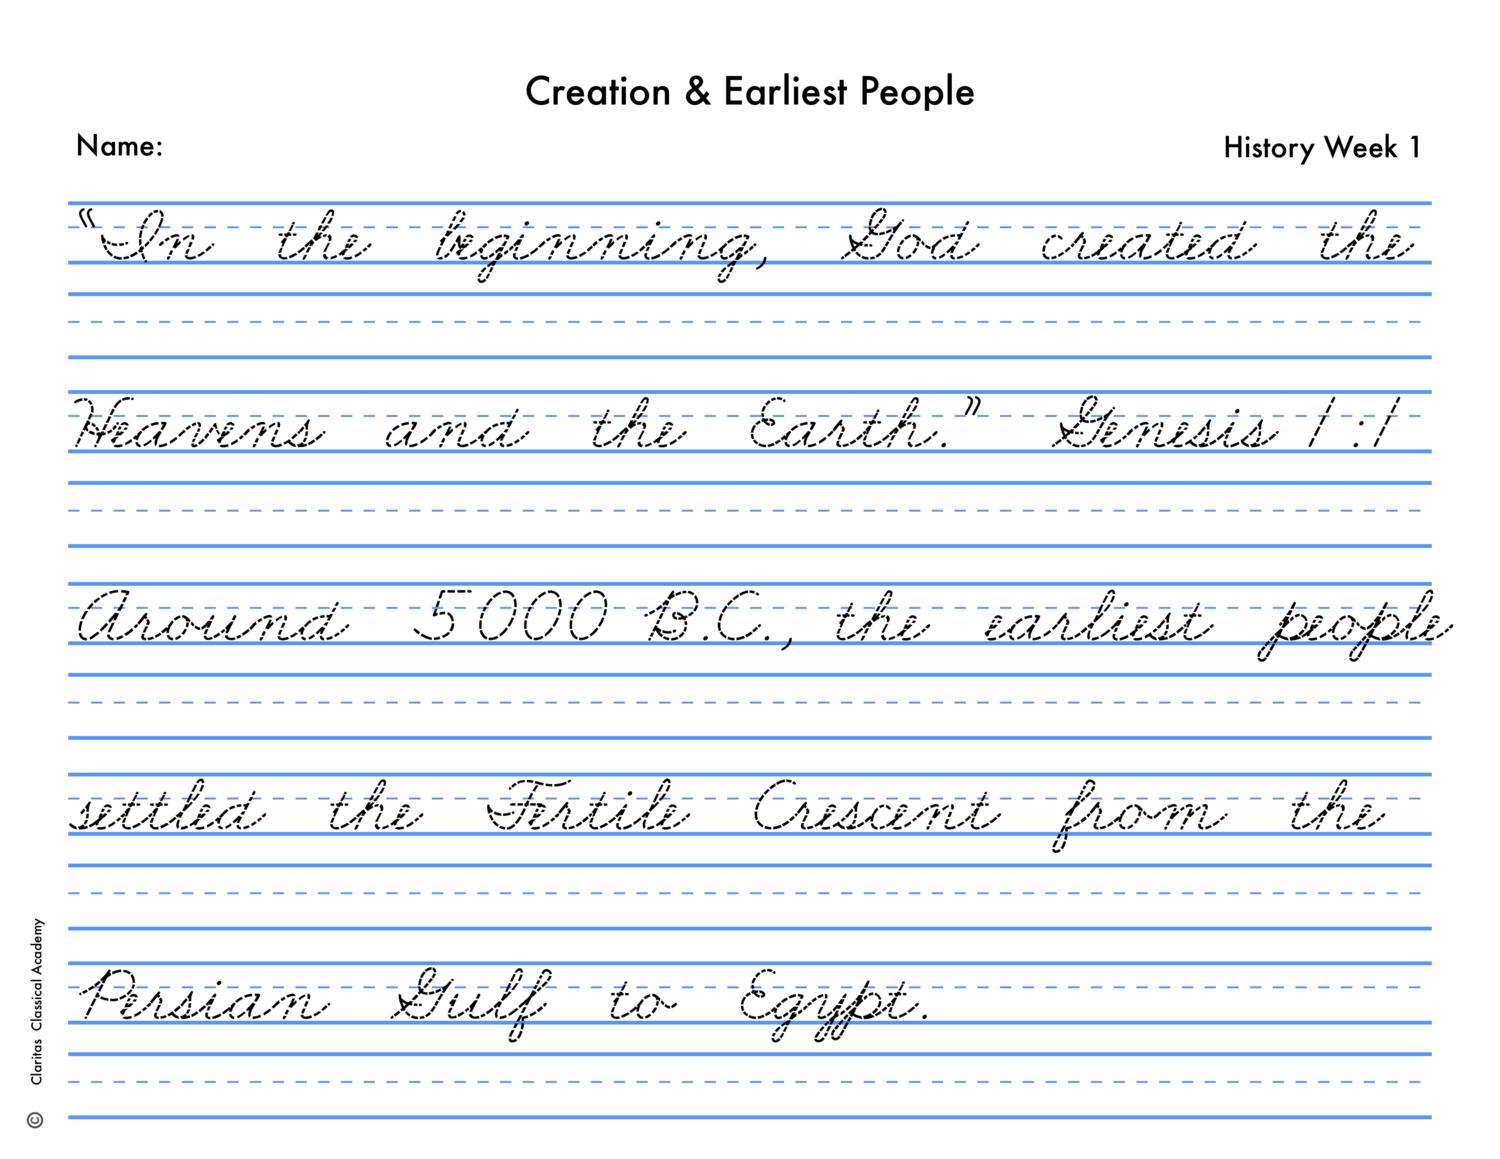 Creation & Earliest People
Name:
History Week 1
“In the beginning, God created the
Heavens and the Earth.” Genesis 1:1
Around 5000 B.C., the earliest people
settled the Fertile Crescent from the
Persian Gulf to Egypt.
© Claritas Classical Academy